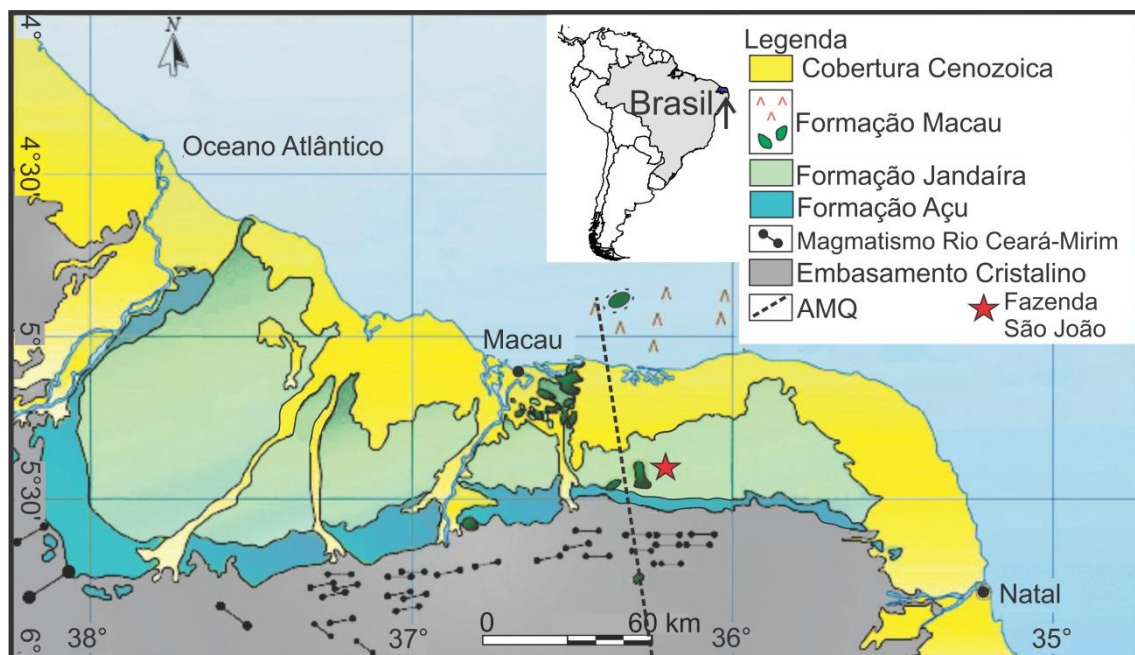 4°
N
Oceano Atlântico
4°30'
5°
5°30'
6°
Macau
Natal
38°
37°
36°
35°
0
60 km
Brasil
Legenda
Cobertura Cenozoica
Formação Macau
Formação Jandaíra
Formação Açu
Magmatismo Rio Ceará-Mirim
Embasamento Cristalino
AMQ
Fazenda
São João